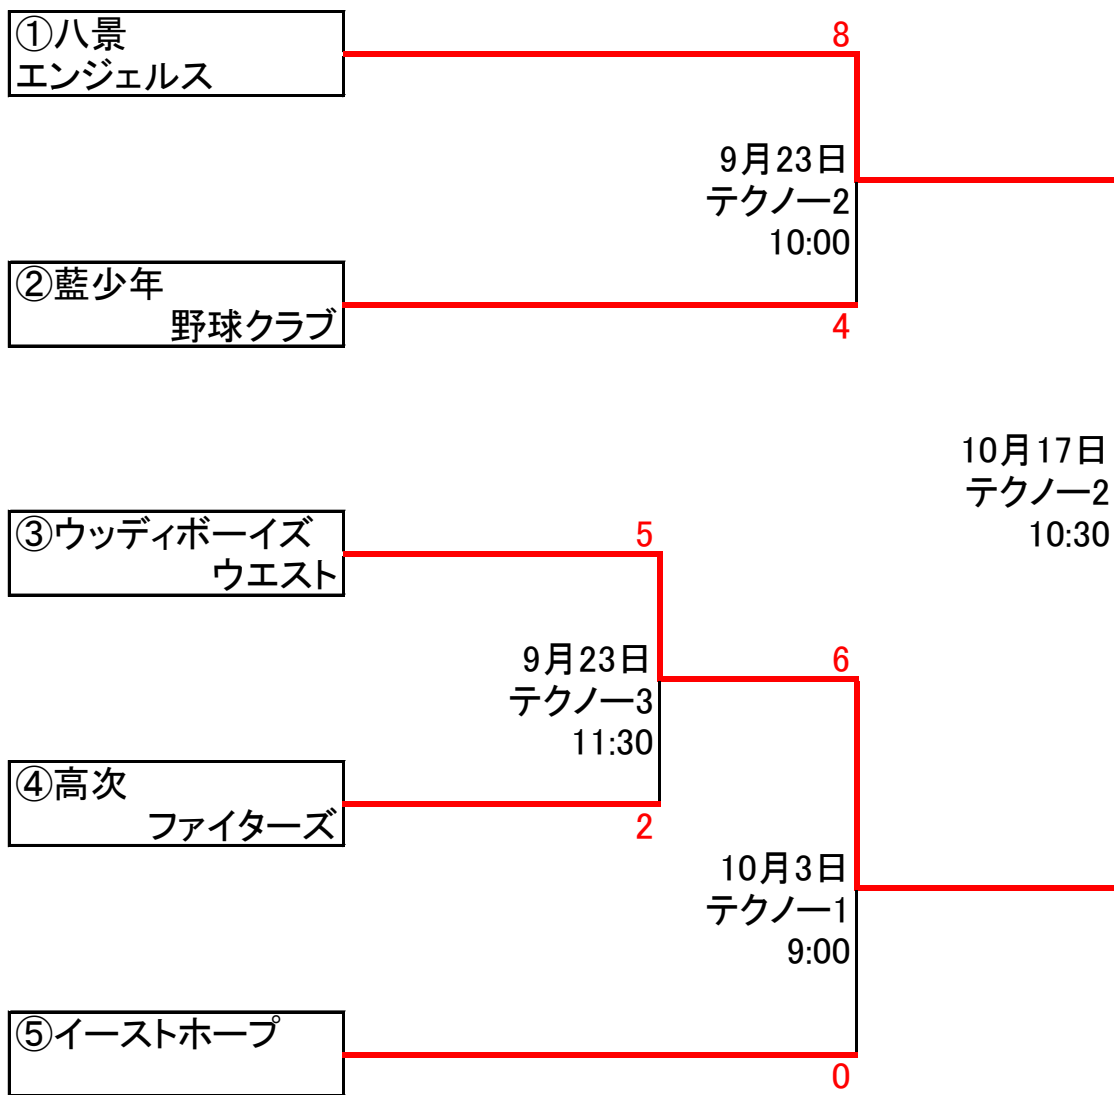 ①八景
エンジェルス
8
9月23日
テクノー2
10:00
②藍少年
野球クラブ
4
10月17日
テクノー2
10:30
③ウッディボーイズ
ウエスト
5
9月23日
テクノー3
11:30
6
④高次
ファイターズ
2
10月3日
テクノー1
9:00
⑤イーストホープ
0